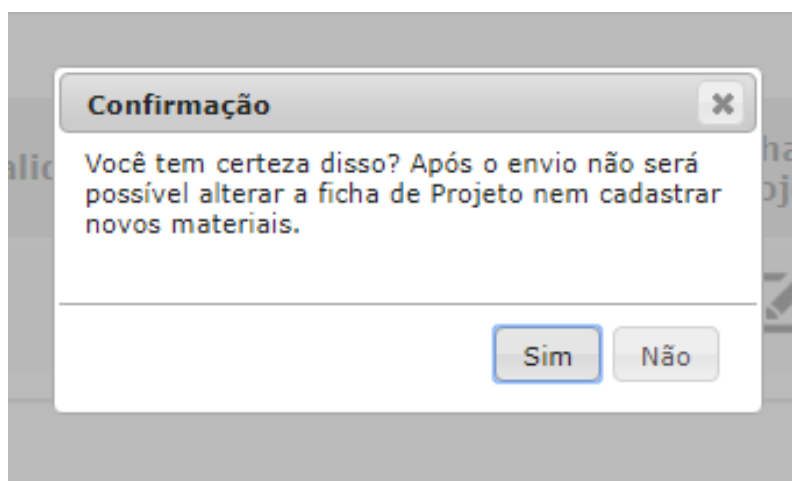 Confirmação
Você tem certeza disso? Após o envio não será
possível alterar a ficha de Projeto nem cadastrar
novos materiais.
Sim
Não